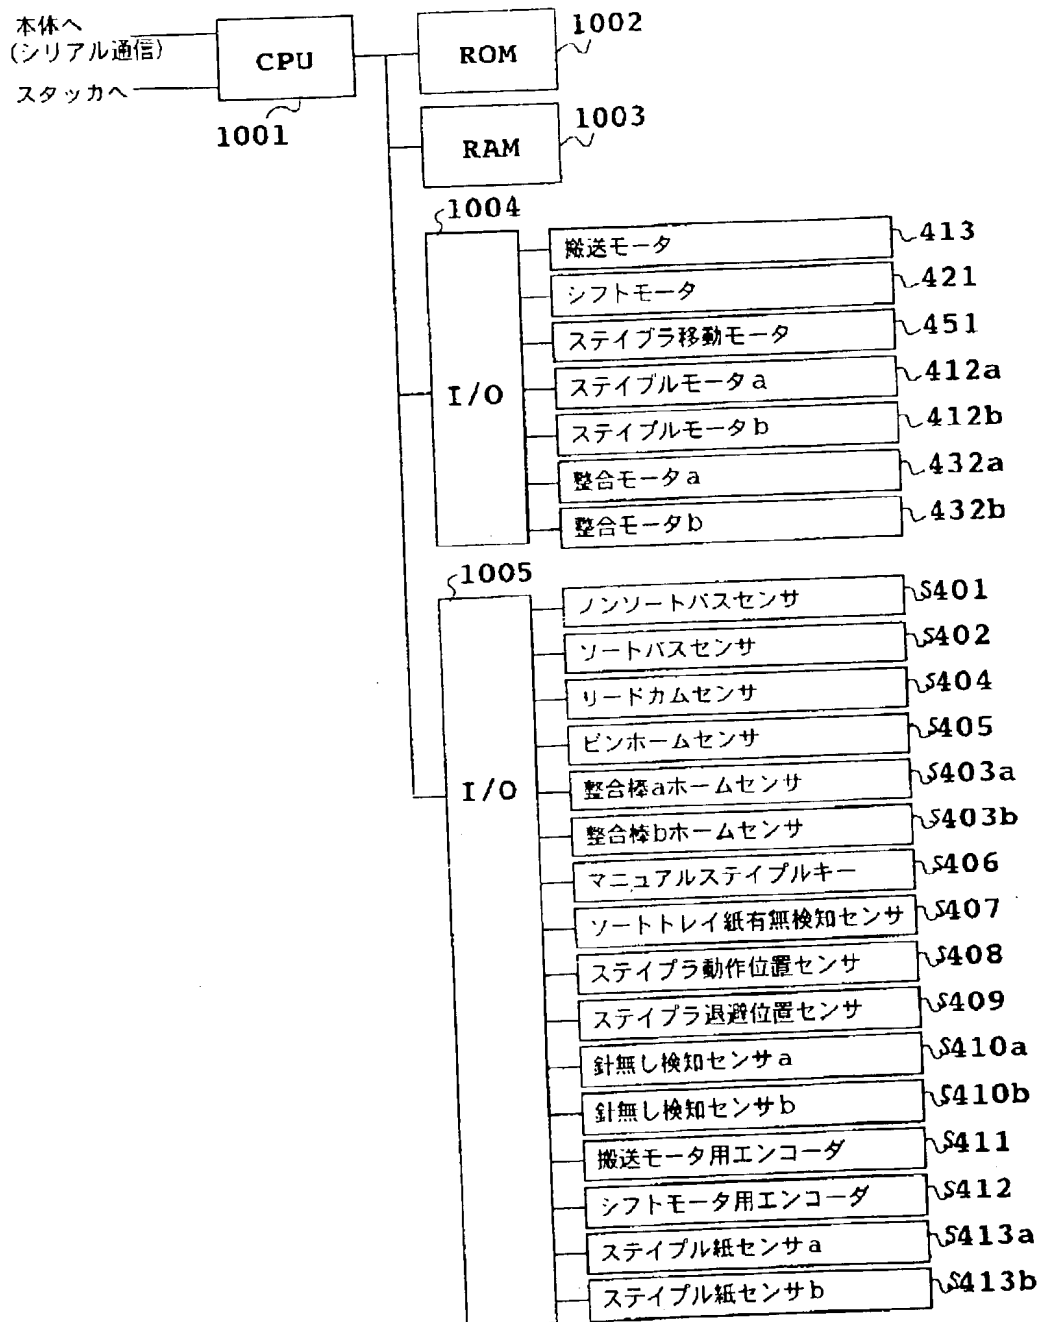 本体へ
(シリアル通信)
スタッカへ
CPU
1001
ROM
1002
RAM
1003
1004
I/O
搬送モータ
413
シフトモータ
421
ステイプラ移動モータ
451
ステイプルモータa
412a
ステイプルモータb
412b
整合モータa
432a
整合モータb
432b
1005
I/O
ノンソートパスセンサ
S401
ソートパスセンサ
S402
リードカムセンサ
S404
ビンホームセンサ
S405
整合棒aホームセンサ
S403a
整合棒bホームセンサ
S403b
マニュアルステイプルキー
S406
ソートトレイ紙有無検知センサ
S407
ステイプラ動作位置センサ
S408
ステイプラ退避位置センサ
S409
針無し検知センサa
S410a
針無し検知センサb
S410b
搬送モータ用エンコーダ
S411
シフトモータ用エンコーダ
S412
ステイプル紙センサa
S413a
ステイプル紙センサb
S413b